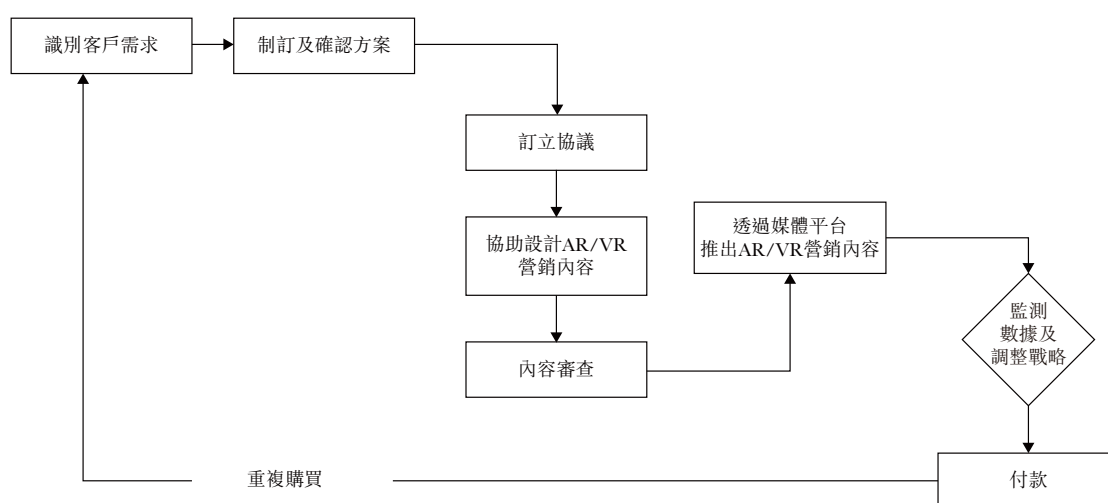 識別客戶需求
制訂及確認方案
訂立協議
協助設計AR/VR
營銷內容
內容審查
透過媒體平台
推出AR/VR營銷內容
監測
數據及
調整戰略
付款
重複購買